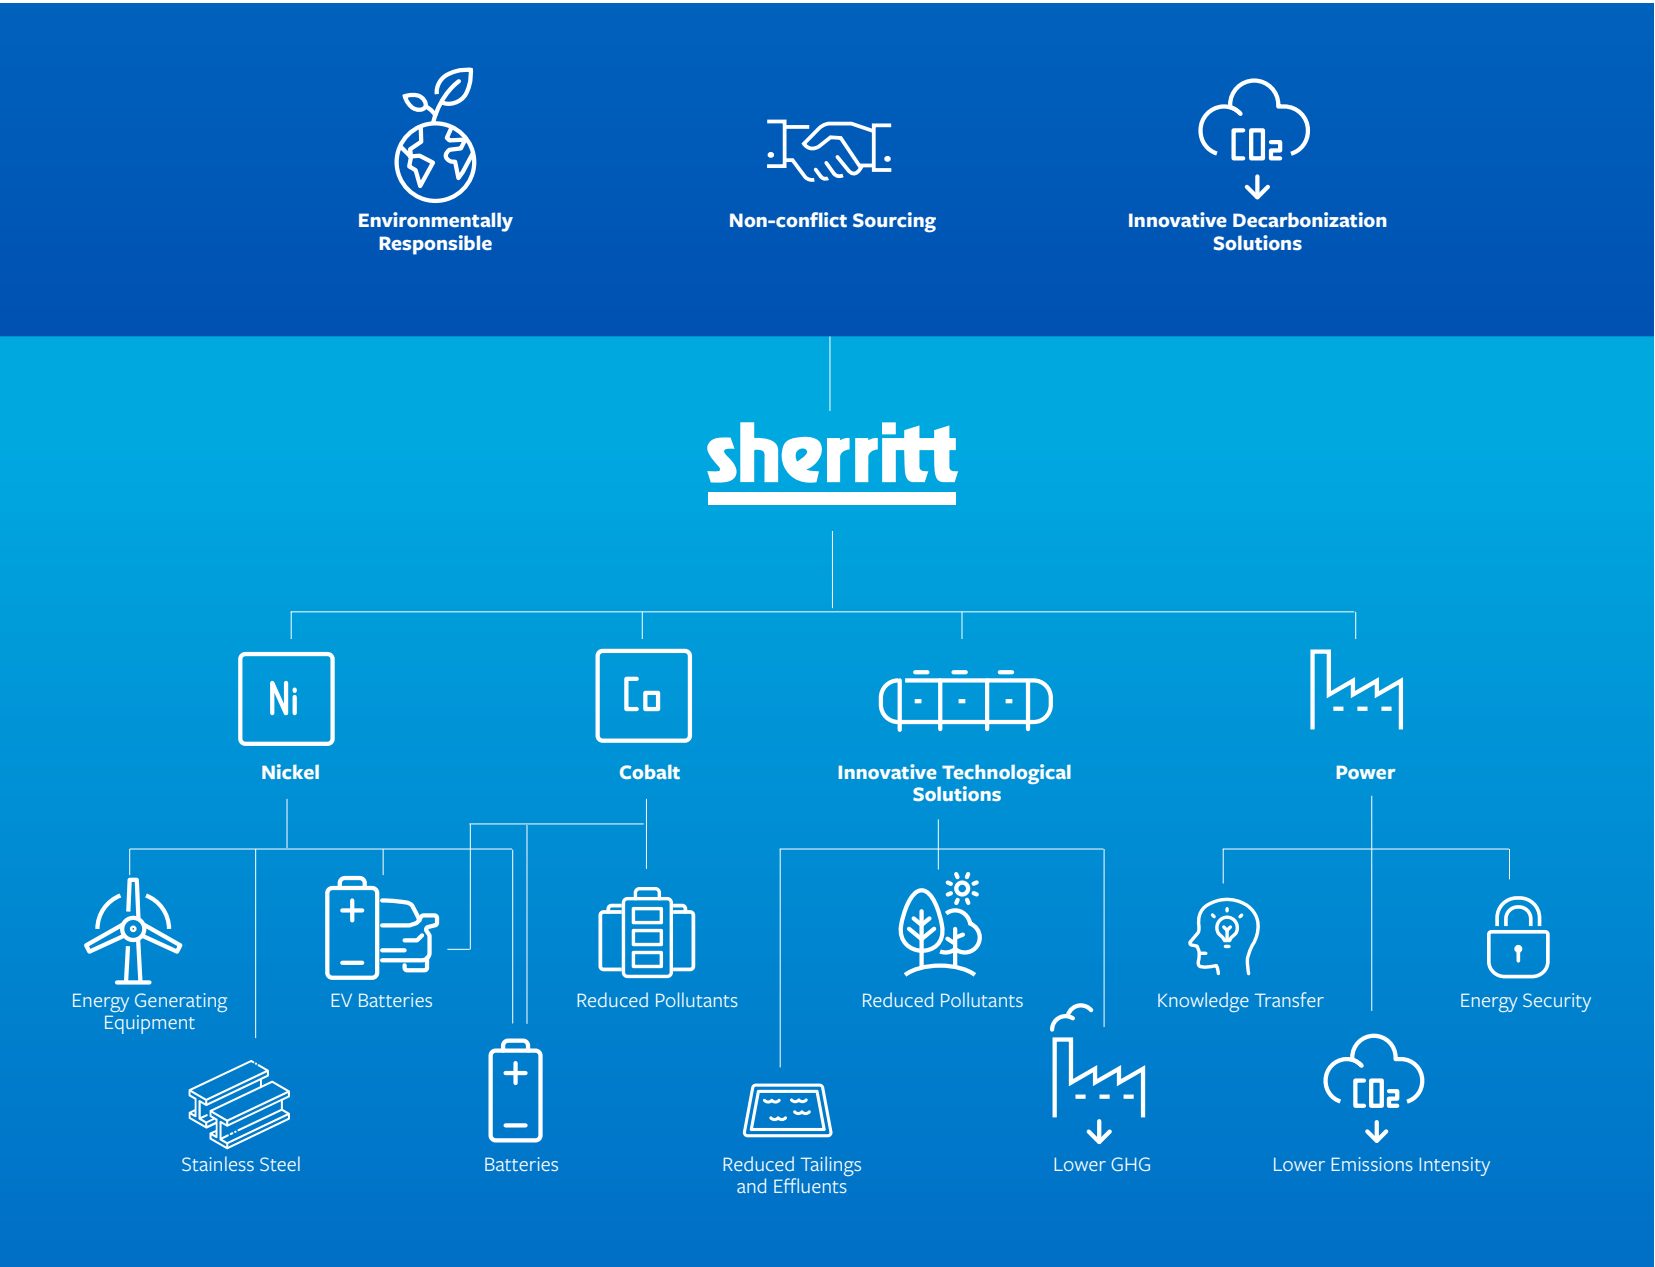 CO2
Environmentally
Responsible
Non-conflict Sourcing
Innovative Decarbonization
Solutions
sherritt
Ni
Co
Nickel
Cobalt
Innovative Technological
Solutions
Power
Energy Generating
Equipment
EV Batteries
Reduced Pollutants
Reduced Pollutants
Knowledge Transfer
Energy Security
CO2
Stainless Steel
Batteries
Reduced Tailings
and Effluents
Lower GHG
Lower Emissions Intensity